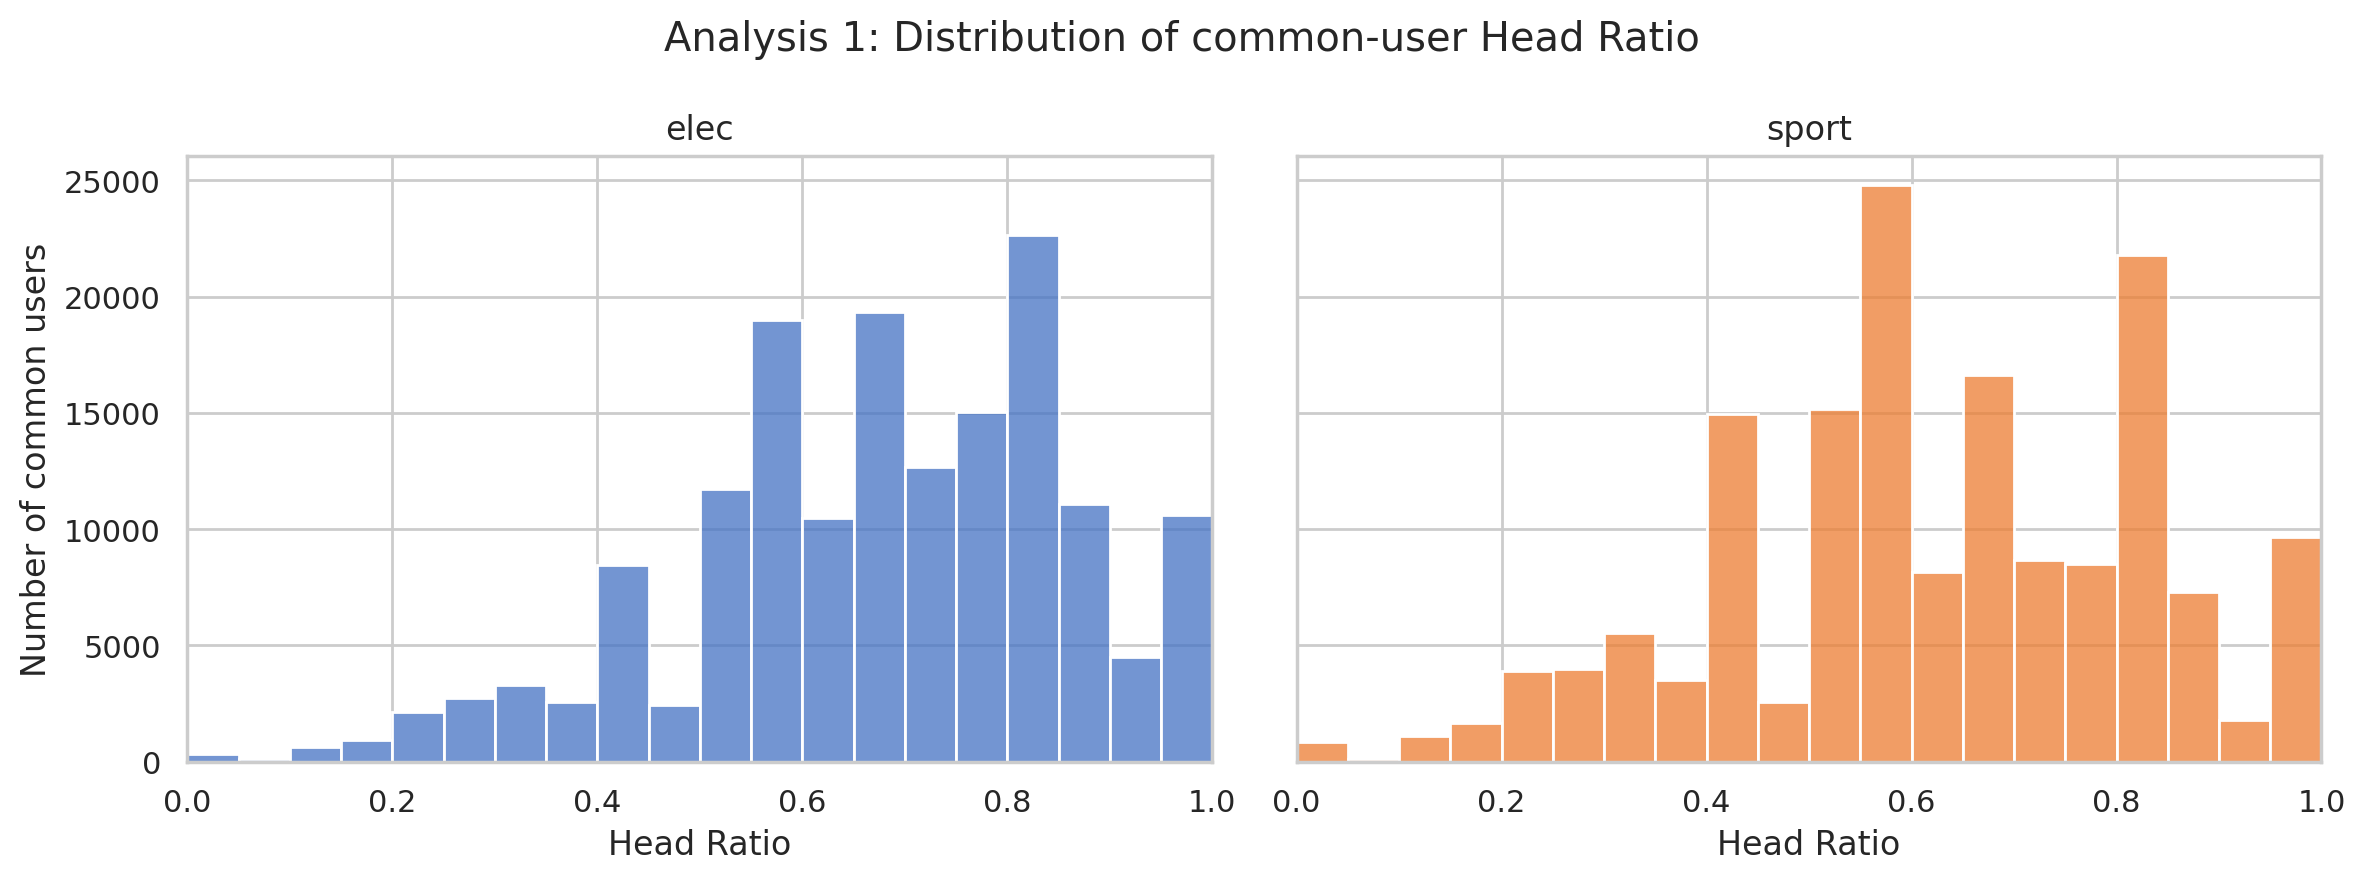 Analysis 1: Distribution of common-user Head Ratio
elec
sport
Number of common users
25000
20000
15000
10000
5000
0
0.0 0.2 0.4 0.6 0.8 1.0
0.0 0.2 0.4 0.6 0.8 1.0
Head Ratio
Head Ratio